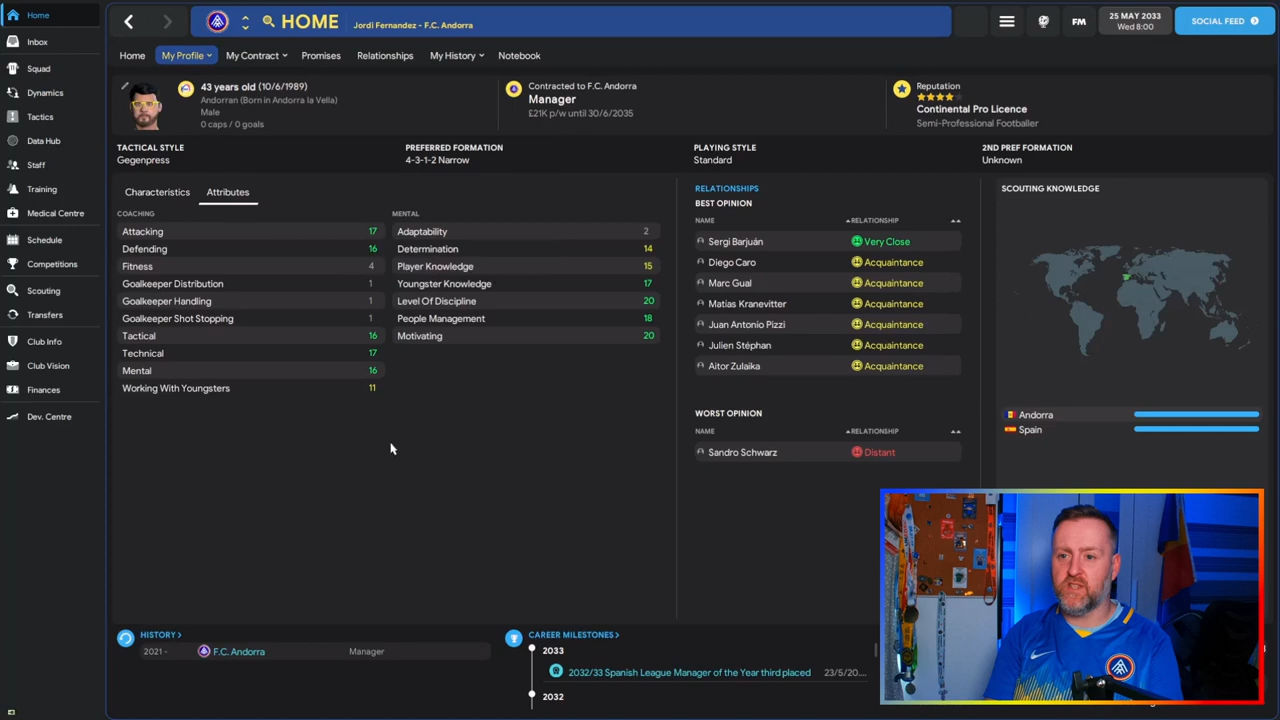 Home
Inbox
Squad
Dynamics
Tactics
Data Hub
Staff
Training
Medical Centre
Schedule
Competitions
Scouting
Transfers
Club Info
Club Vision
Finances
Dev. Centre
HOME
Jordi Fernandez - F.C. Andorra
FM
25 MAY 2033
Wed 8:00
SOCIAL FEED
Home
My Profile
My Contract
Promises
Relationships
My History
Notebook
43 years old (10/6/1989)
Andorran (Born in Andorra la Vella)
Male
0 caps / 0 goals
Contracted to F.C. Andorra
Manager
£21K p/w until 30/6/2035
Reputation
Continental Pro Licence
Semi-Professional Footballer
TACTICAL STYLE
Gegenpress
PREFERRED FORMATION
4-3-1-2 Narrow
PLAYING STYLE
Standard
2ND PREF FORMATION
Unknown
Characteristics
Attributes
COACHING
Attacking 17
Defending 16
Fitness 4
Goalkeeper Distribution 1
Goalkeeper Handling 1
Goalkeeper Shot Stopping 1
Tactical 16
Technical 17
Mental 16
Working With Youngsters 11
MENTAL
Adaptability 2
Determination 14
Player Knowledge 15
Youngster Knowledge 17
Level Of Discipline 20
People Management 18
Motivating 20
RELATIONSHIPS
BEST OPINION
NAME RELATIONSHIP
Sergi Barjuán Very Close
Diego Caro Acquaintance
Marc Gual Acquaintance
Matías Kranevitter Acquaintance
Juan Antonio Pizzi Acquaintance
Julien Stéphan Acquaintance
Aitor Zulaika Acquaintance
WORST OPINION
NAME RELATIONSHIP
Sandro Schwarz Distant
SCOUTING KNOWLEDGE
Andorra
Spain
HISTORY
2021 - F.C. Andorra Manager
CAREER MILESTONES
2033
2032/33 Spanish League Manager of the Year third placed 23/5/20...
2032